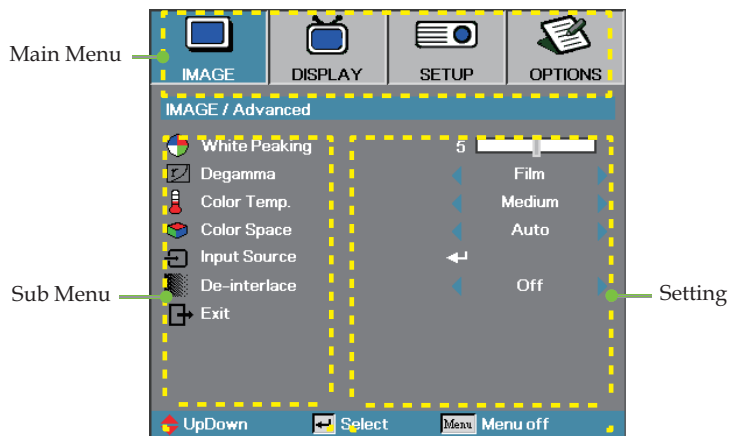 Main Menu
IMAGE DISPLAY SETUP OPTIONS
IMAGE / Advanced
White Peaking 5
Degamma Film
Color Temp. Medium
Color Space Auto
Input Source
De-interlace Off
Exit
Sub Menu
Setting
UpDown Select Menu Menu off